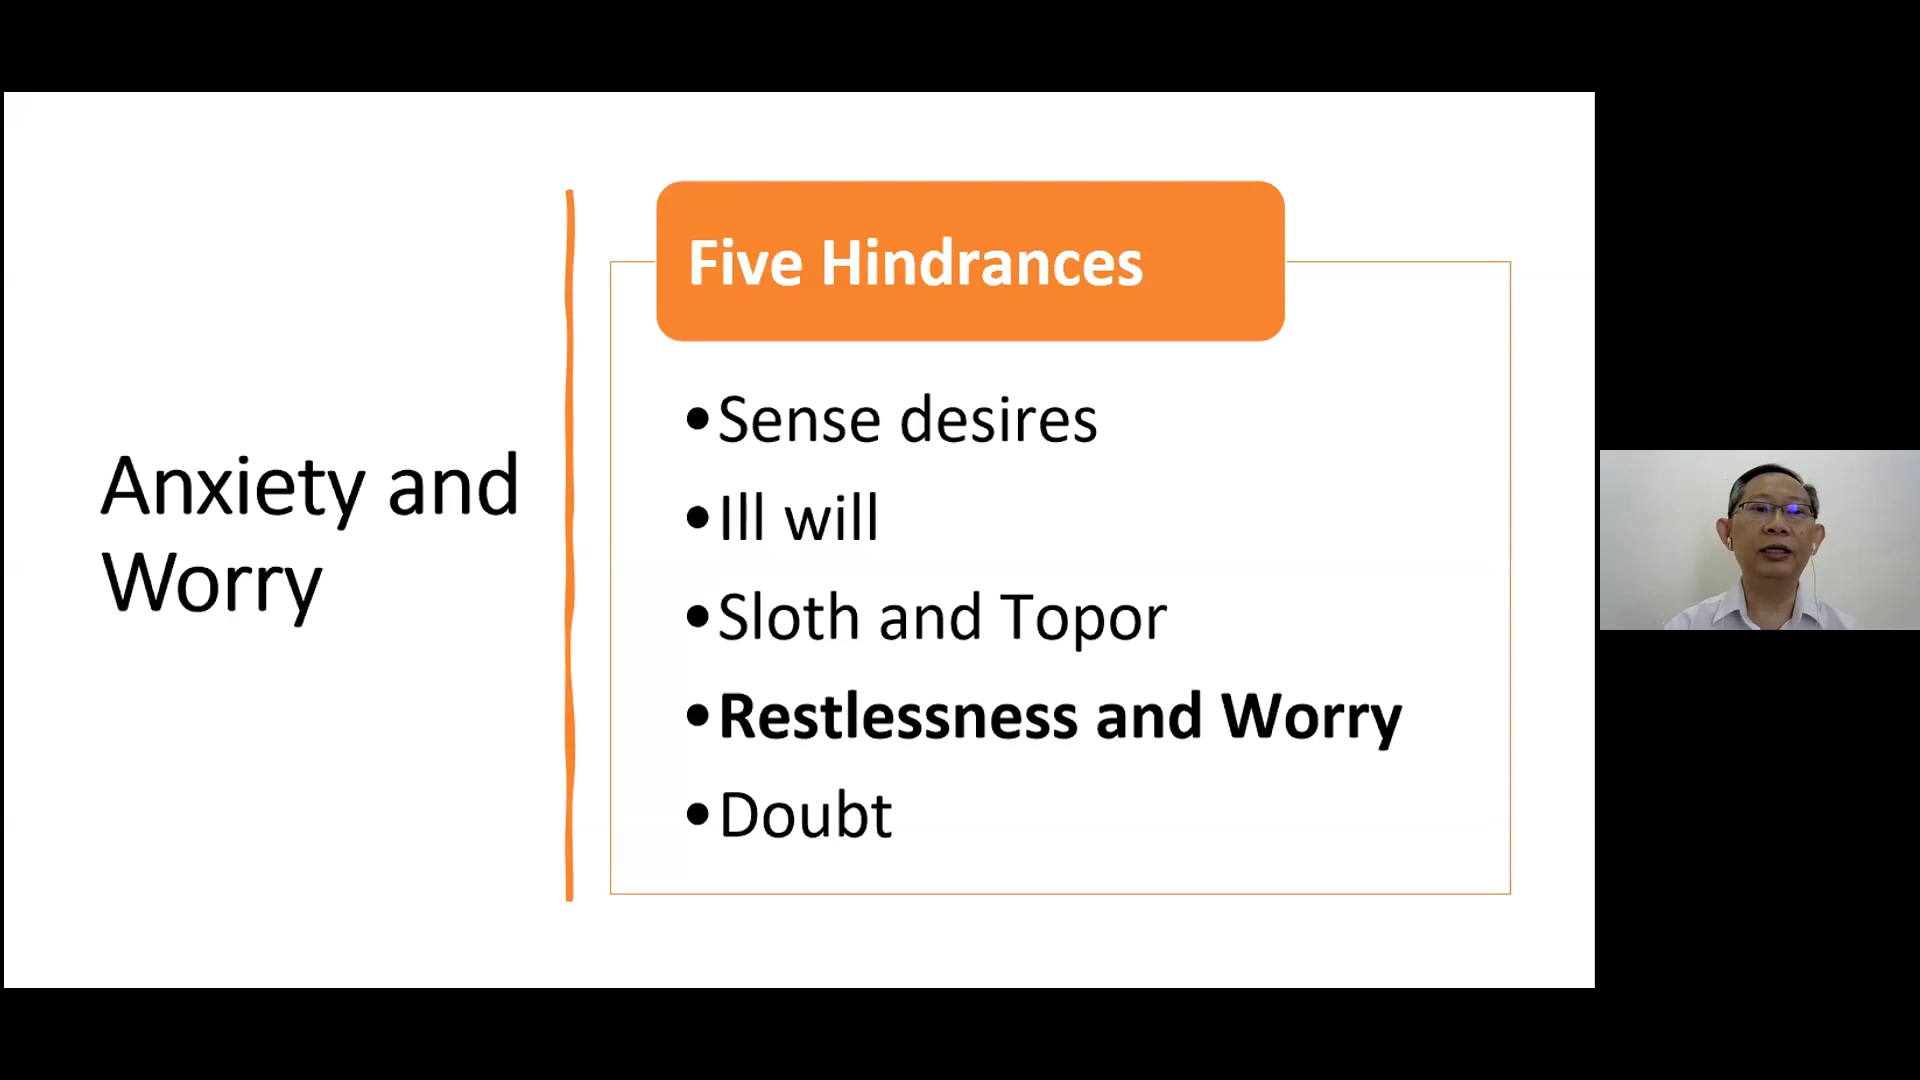 Anxiety and
Worry
Five Hindrances
•Sense desires
•Ill will
•Sloth and Topor
•Restlessness and Worry
•Doubt